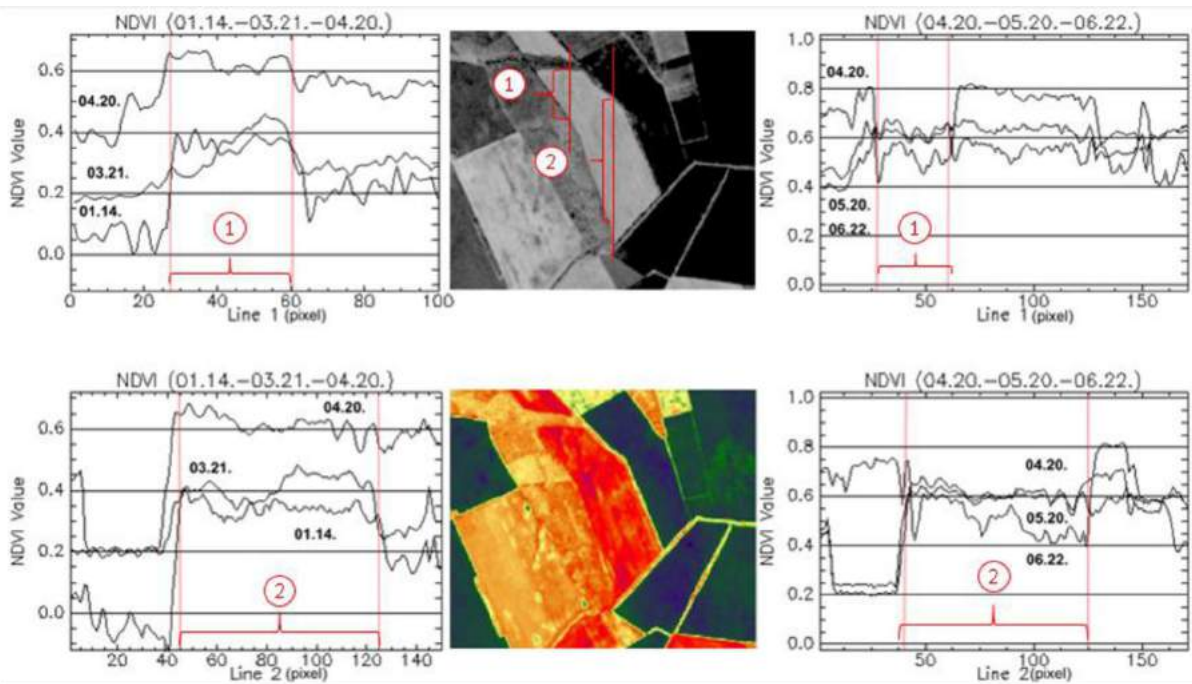 NDVI (01.14.-03.21.-04.20.)
NDVI Value
0.6
0.4
0.2
0.0
04.20.
03.21.
01.14.
1
0 20 40 60 80 100
Line 1 (pixel)
1
2
NDVI (04.20.-05.20.-06.22.)
NDVI Value
1.0
0.8
0.6
0.4
0.2
0.0
04.20.
05.20.
06.22.
1
50 100 150
Line 1 (pixel)
NDVI (01.14.-03.21.-04.20.)
NDVI Value
0.6
0.4
0.2
0.0
04.20.
03.21.
01.14.
2
20 40 60 80 100 120 140
Line 2 (pixel)
NDVI (04.20.-05.20.-06.22.)
NDVI Value
1.0
0.8
0.6
0.4
0.2
0.0
04.20.
05.20.
06.22.
2
50 100 150
Line 2(pixel)